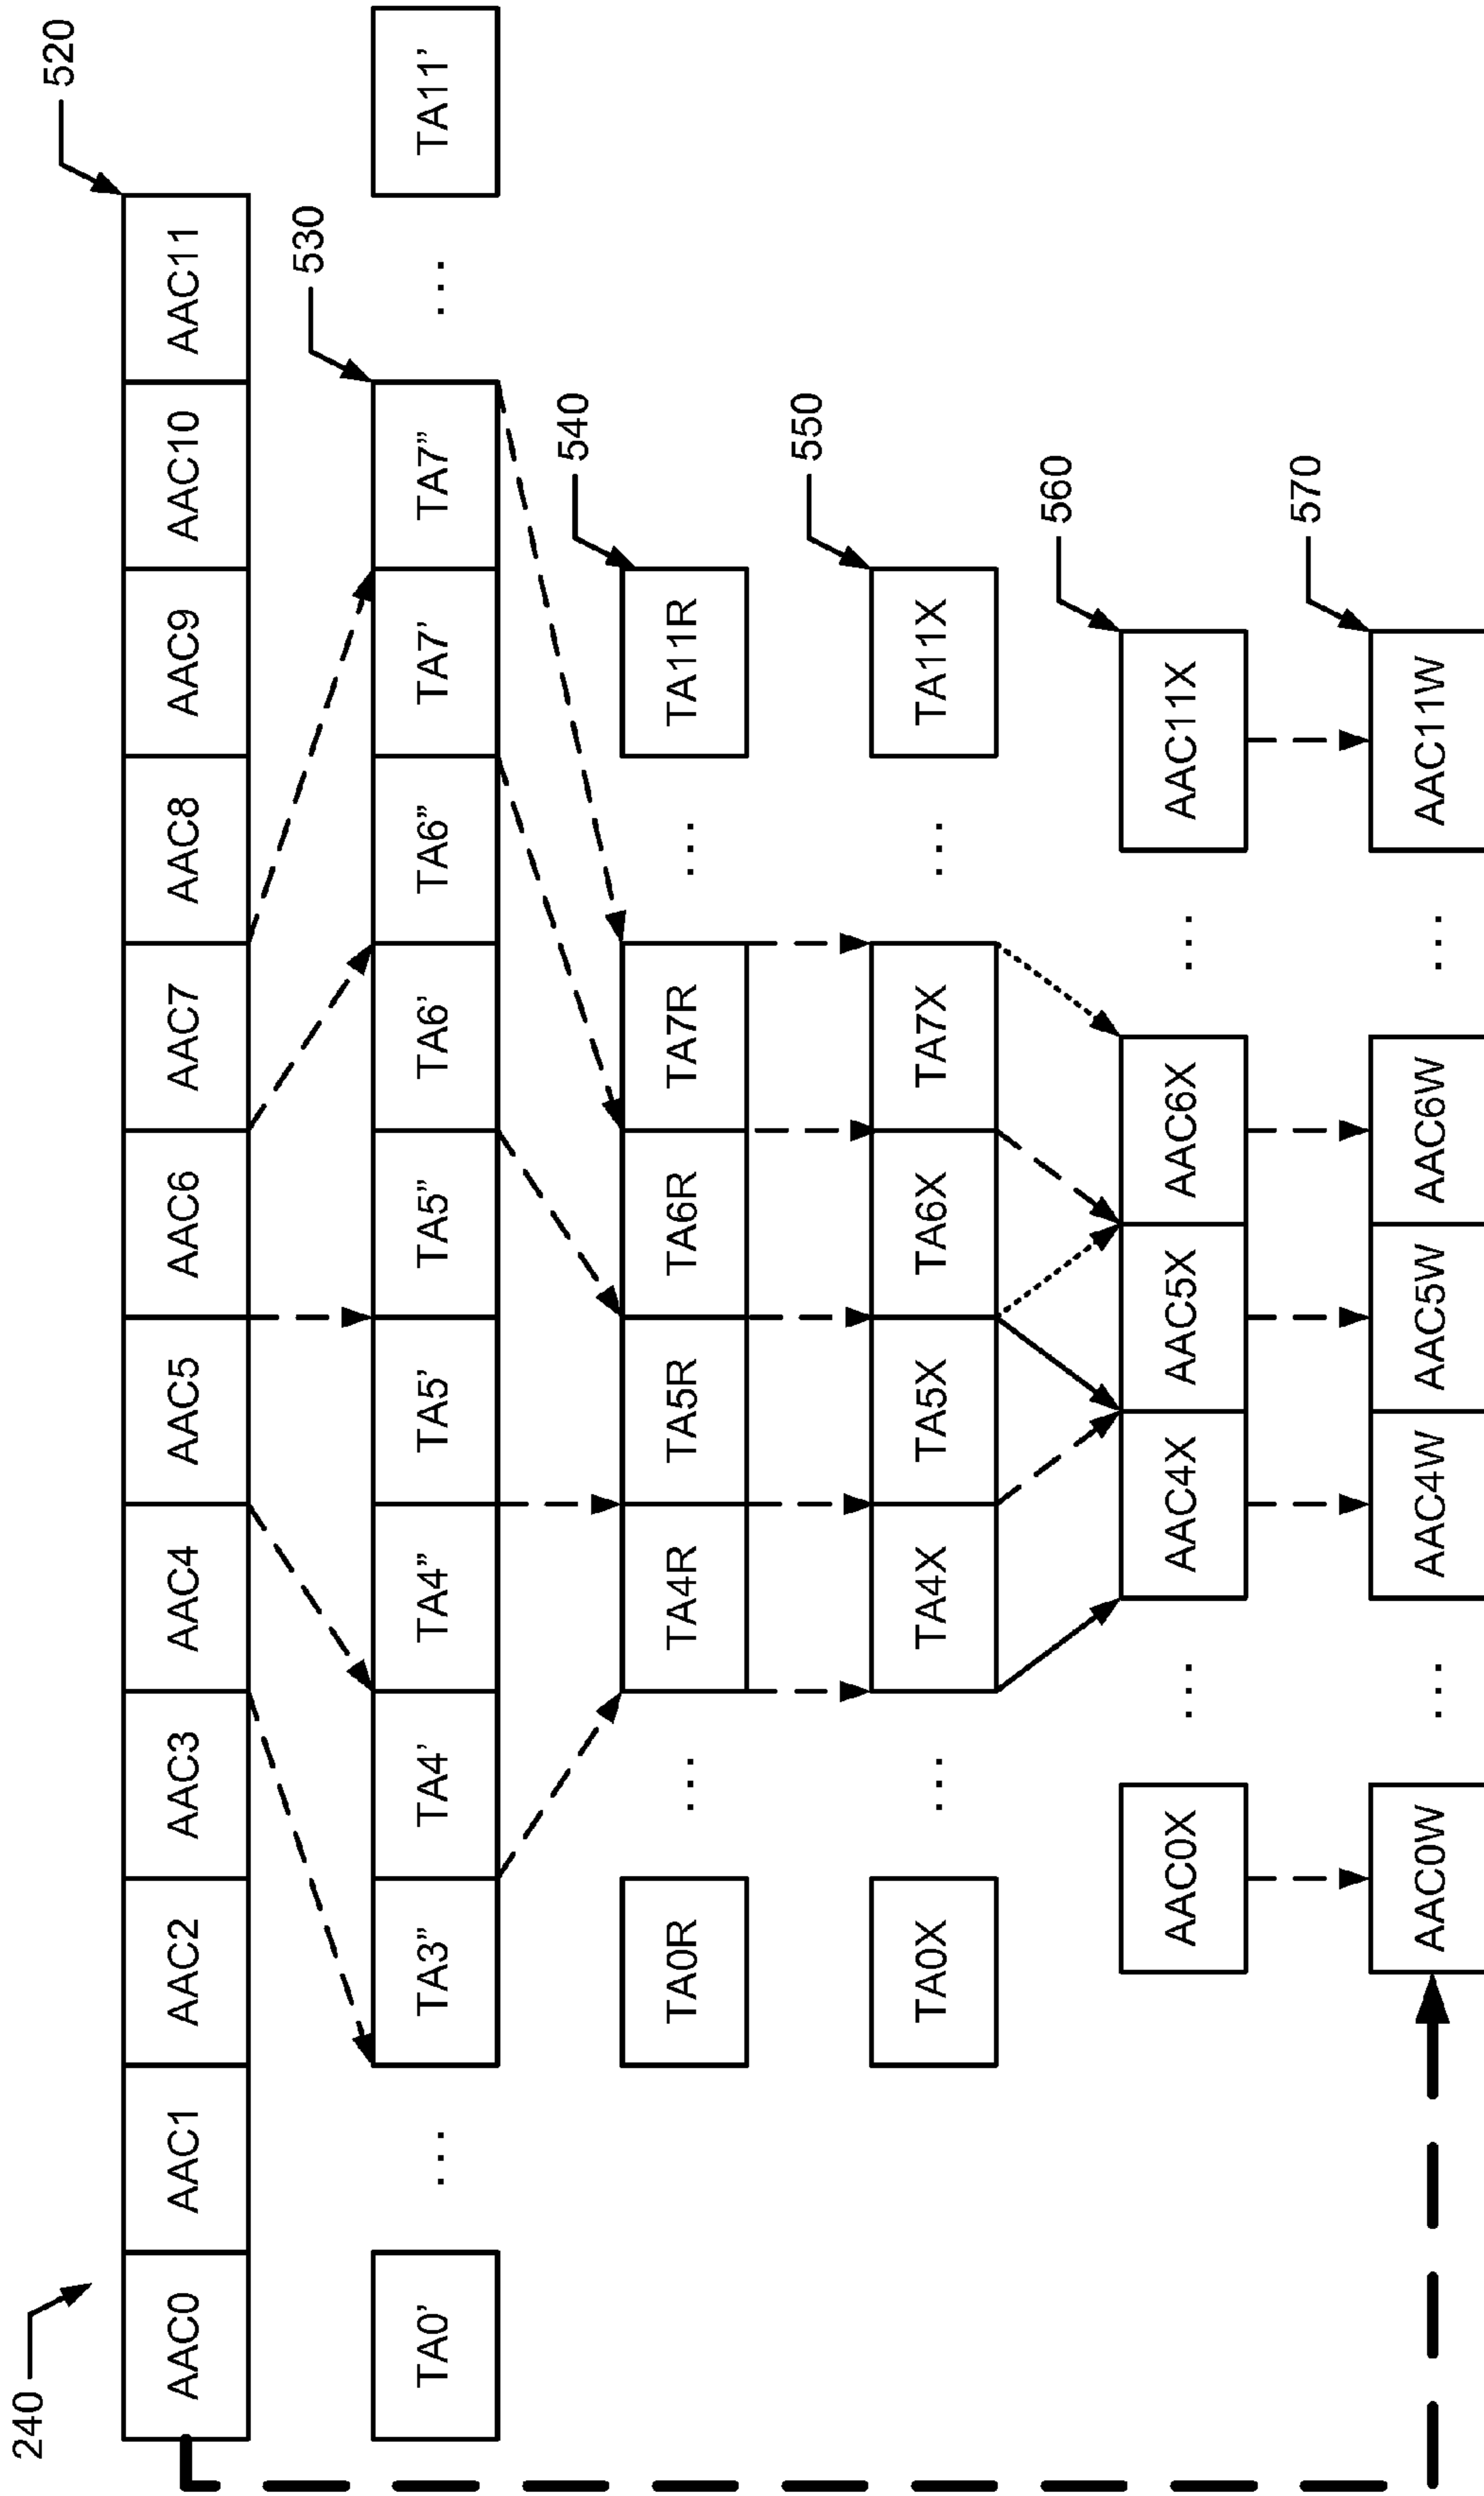 240
520
AAC0 AAC1 AAC2 AAC3 AAC4 AAC5 AAC6 AAC7 AAC8 AAC9 AAC10 AAC11
530
TA0’ ... TA3” TA4’ TA4” TA5’ TA5” TA6’ TA6” TA7’ TA7” ... TA11’
540
TA0R ... TA4R TA5R TA6R TA7R ... TA11R
550
TA0X ... TA4X TA5X TA6X TA7X ... TA11X
560
AAC0X ... AAC4X AAC5X AAC6X ... AAC11X
570
AAC0W ... AAC4W AAC5W AAC6W ... AAC11W